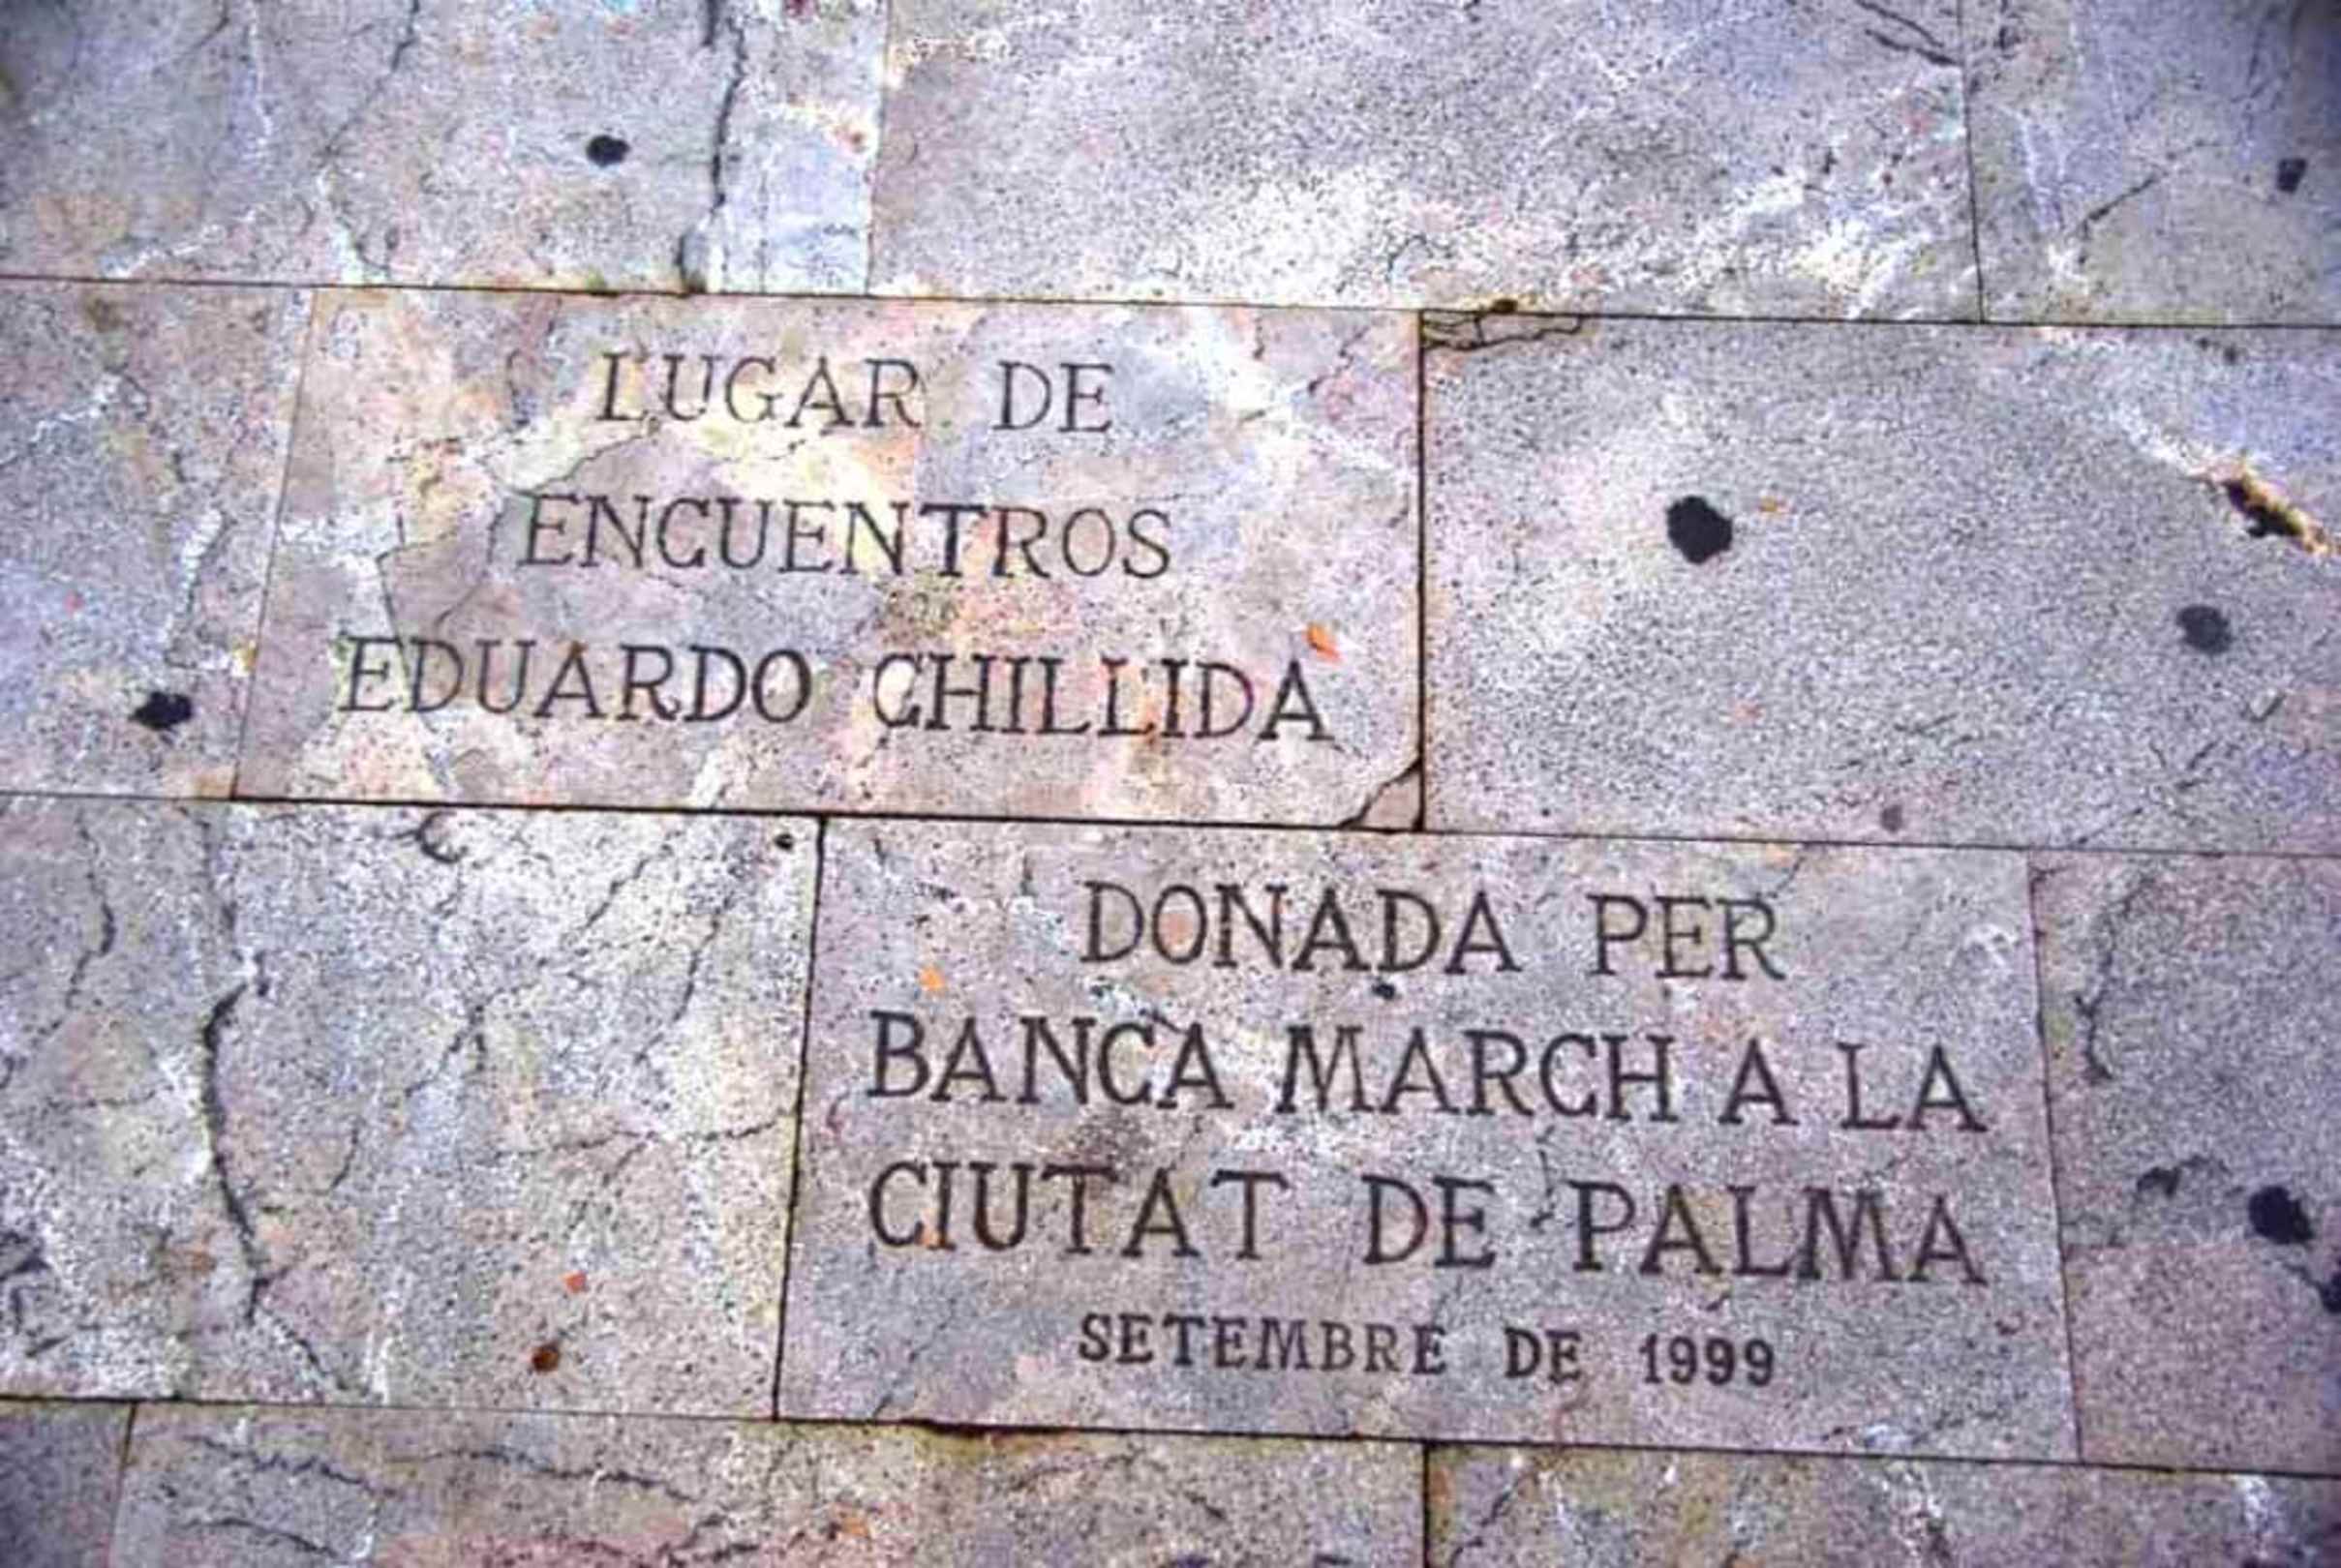 LUGAR DE
ENCUENTROS
EDUARDO CHILLIDA
DONADA PER
BANCA MARCH A LA
CIUTAT DE PALMA
SETEMBRE DE 1999